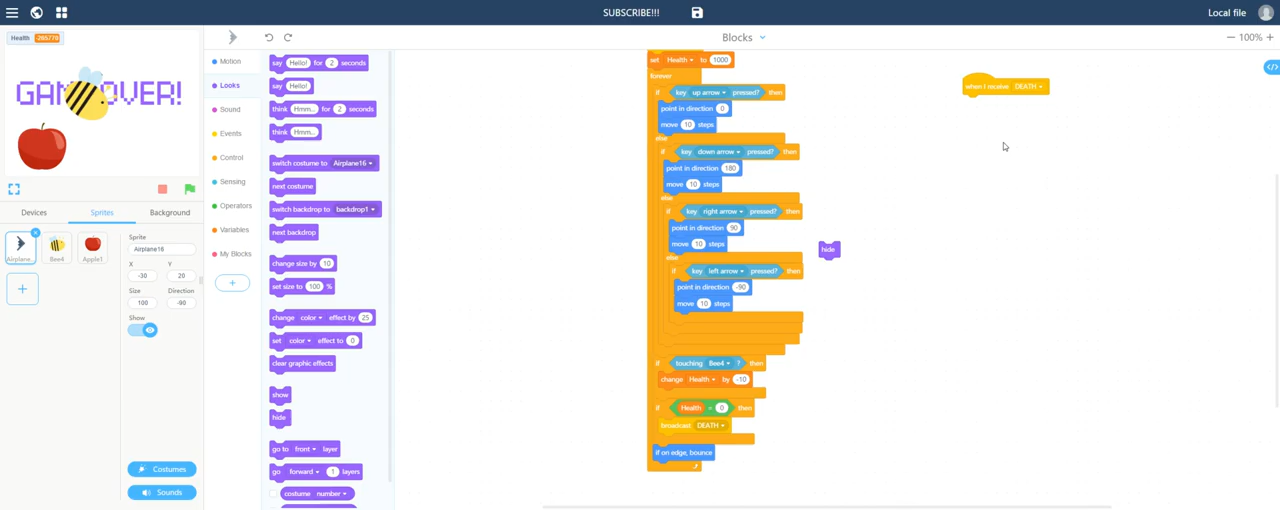 SUBSCRIBE!!!
Local file
Health -285770
GAME OVER!
Blocks
100%
Devices
Sprites
Background
Airplane...
Bee4
Apple1
Sprite
Airplane16
X
Y
-30
20
Size
Direction
100
-90
Show
Costumes
Sounds
Motion
Looks
Sound
Events
Control
Sensing
Operators
Variables
My Blocks
say Hello! for 2 seconds
say Hello!
think Hmm... for 2 seconds
think Hmm...
switch costume to Airplane16
next costume
switch backdrop to backdrop1
next backdrop
change size by 10
set size to 100 %
change color effect by 25
set color effect to 0
clear graphic effects
show
hide
go to front layer
go forward 1 layers
costume number
set Health to 1000
forever
if key up arrow pressed? then
point in direction 0
move 10 steps
else
if key down arrow pressed? then
point in direction 180
move 10 steps
else
if key right arrow pressed? then
point in direction 90
move 10 steps
else
if key left arrow pressed? then
point in direction -90
move 10 steps
if touching Bee4 ? then
change Health by -10
if Health = 0 then
broadcast DEATH
if on edge, bounce
hide
when I receive DEATH